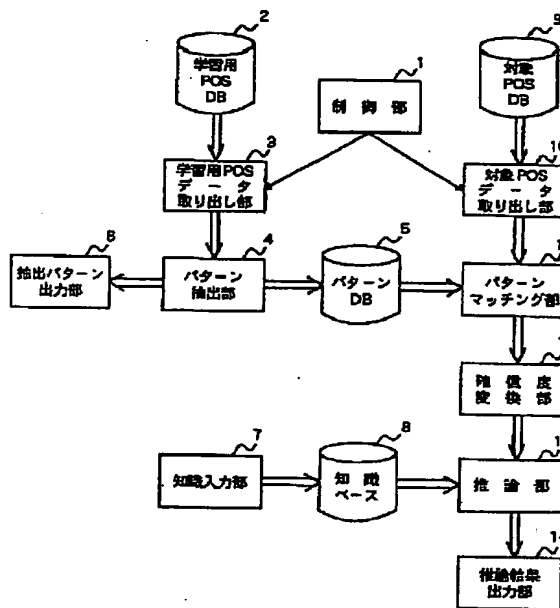 2
学習用
POS
DB
9
対象
POS
DB
1
制御部
3
学習用POS
データ
取り出し部
10
対象POS
データ
取り出し部
6
抽出パターン
出力部
4
パターン
抽出部
5
パターン
DB
パターン
マッチング部
確信度
変換部
7
知識入力部
8
知識
ベース
推論部
推論結果
出力部